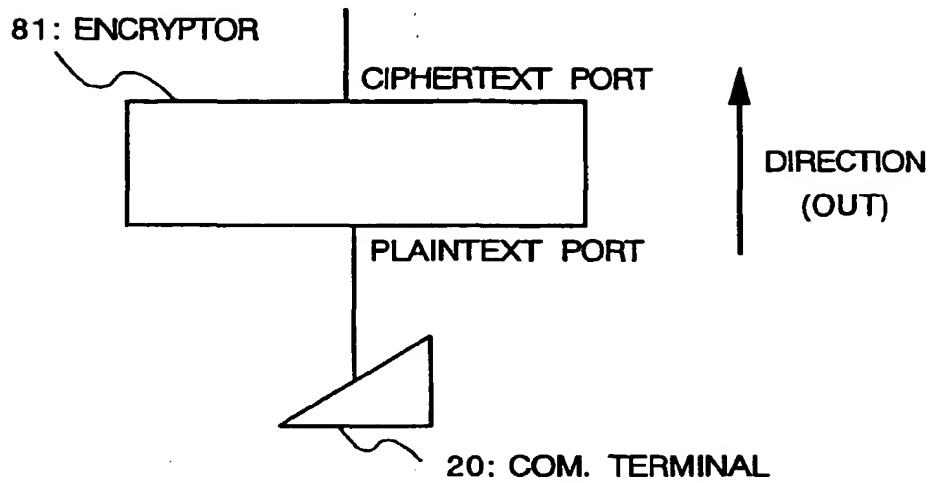 81: ENCRYPTOR
CIPHERTEXT PORT
DIRECTION
(OUT)
PLAINTEXT PORT
20: COM. TERMINAL